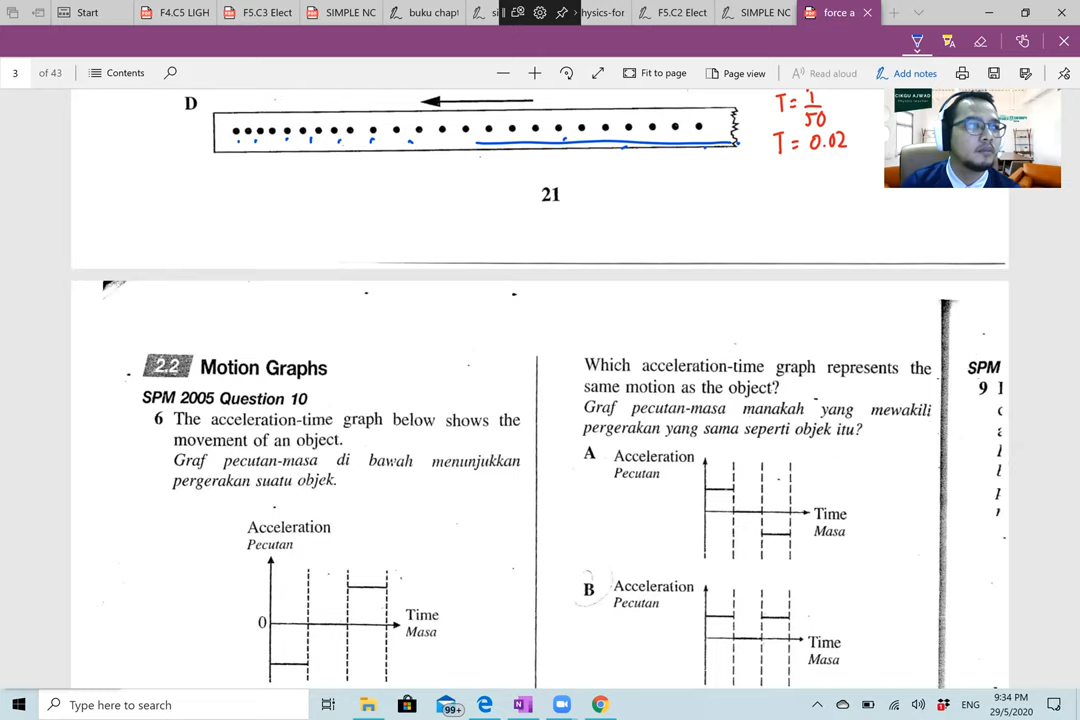 Start
F4.C5 LIGH
F5.C3 Elect
SIMPLE NC
buku chapt
si
hysics-for
F5.C2 Elect
SIMPLE NC
force a
3 of 43
Contents
Fit to page
Page view
Read aloud
Add notes
D
T = 1/50
T = 0.02
CIKGU AJWAD
21
2.2 Motion Graphs
SPM 2005 Question 10
6 The acceleration-time graph below shows the
movement of an object.
Graf pecutan-masa di bawah menunjukkan
pergerakan suatu objek.
Acceleration
Pecutan
0
Time
Masa
Which acceleration-time graph represents the
same motion as the object?
Graf pecutan-masa manakah yang mewakili
pergerakan yang sama seperti objek itu?
A Acceleration
Pecutan
Time
Masa
B Acceleration
Pecutan
Time
Masa
SPM
9
Type here to search
99+
ENG
9:34 PM
29/5/2020